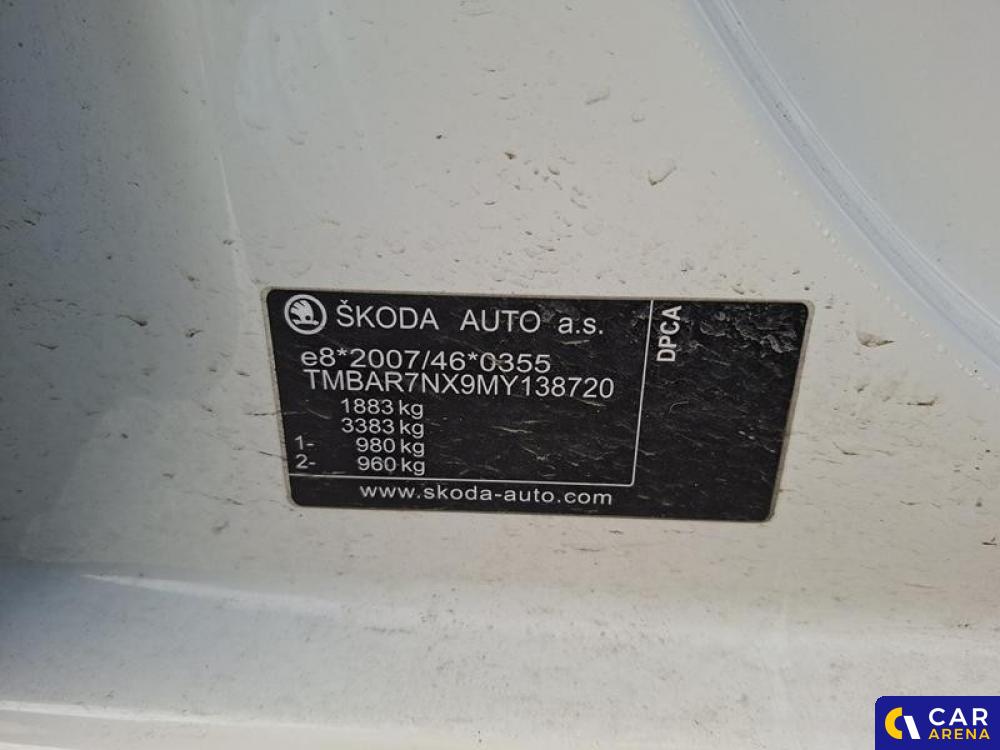 ŠKODA AUTO a.s.
e8*2007/46*0355
TMBAR7NX9MY138720
1883 kg
3383 kg
1- 980 kg
2- 960 kg
www.skoda-auto.com
DPCA
CAR
ARENA